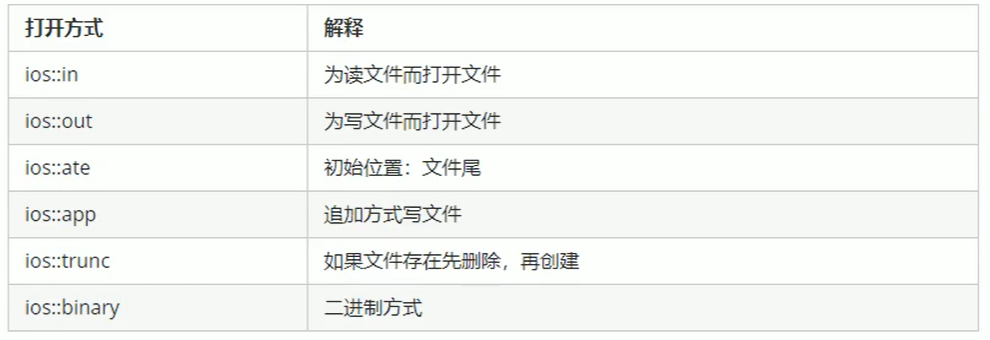 打开方式 解释
ios::in 为读文件而打开文件
ios::out 为写文件而打开文件
ios::ate 初始位置：文件尾
ios::app 追加方式写文件
ios::trunc 如果文件存在先删除，再创建
ios::binary 二进制方式